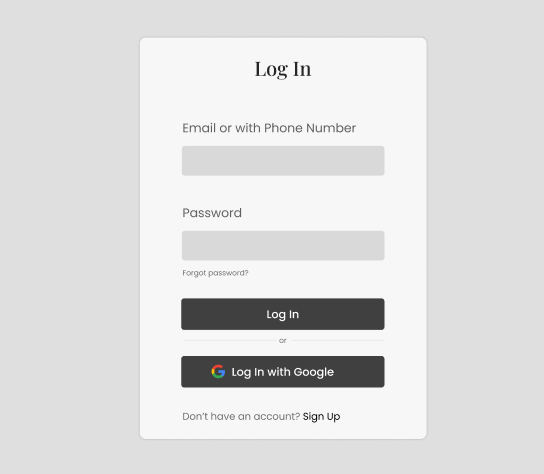 Log In
Email or with Phone Number
Password
Forgot password?
Log In
or
Log In with Google
Don't have an account? Sign Up